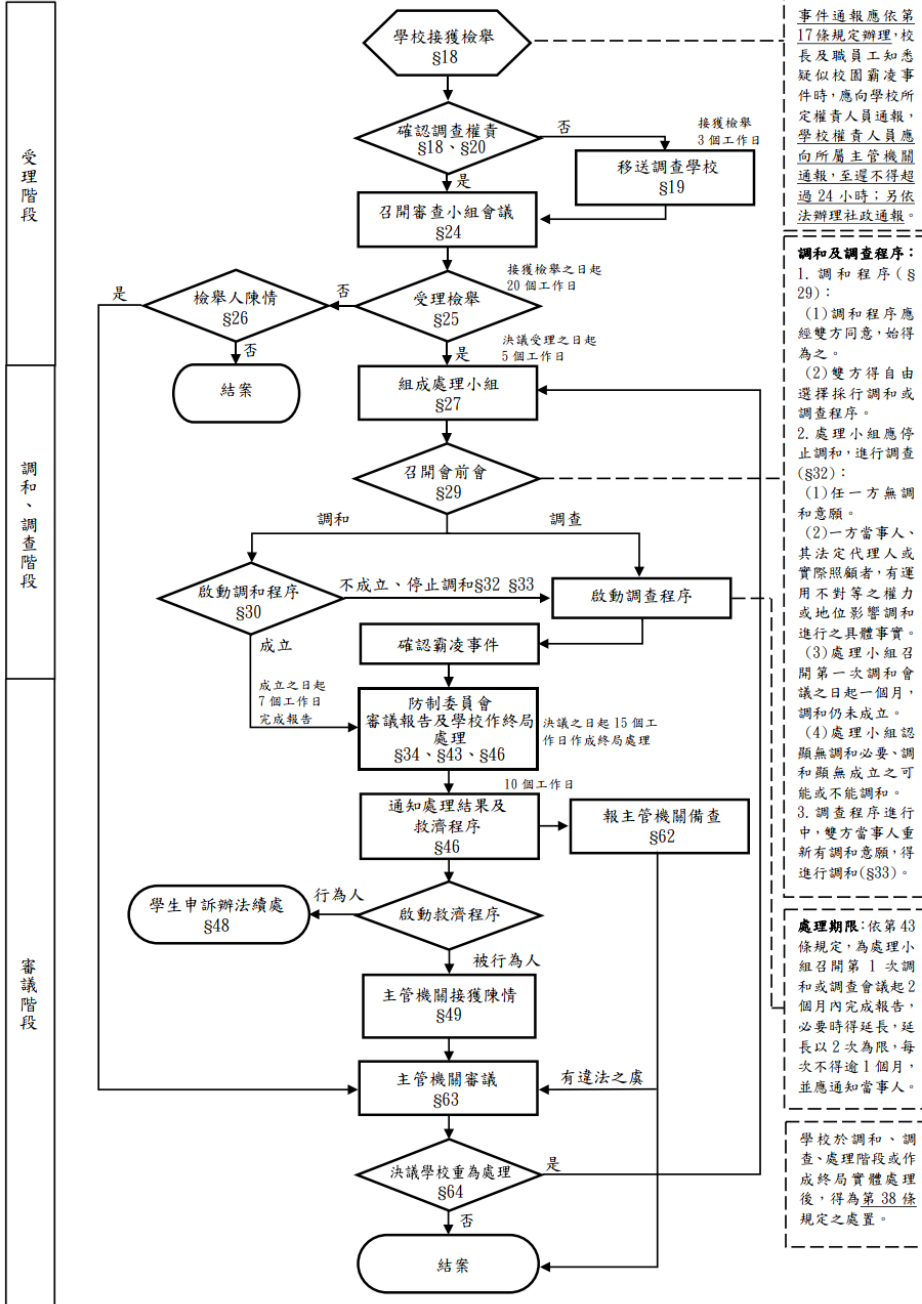 學校接獲檢舉
§18
確認調查權責
§18、§20
否
接獲檢舉
3 個工作日
移送調查學校
§19
是
召開審查小組會議
§24
受理階段
接獲檢舉之日起
20 個工作日
是
檢舉人陳情
§26
否
受理檢舉
§25
否
結案
是
決議受理之日起
5 個工作日
組成處理小組
§27
調和、調查階段
召開會前會
§29
調和
調查
啟動調和程序
§30
不成立、停止調和§32 §33
啟動調查程序
成立
確認霸凌事件
成立之日起
7 個工作日
完成報告
防制委員會
審議報告及學校作終局
處理
§34、§43、§46
決議之日起 15 個工
作日作成終局處理
10 個工作日
通知處理結果及
救濟程序
§46
報主管機關備查
§62
學生申訴辦法續處
§48
行為人
啟動救濟程序
被行為人
審議階段
主管機關接獲陳情
§49
主管機關審議
§63
有違法之虞
決議學校重為處理
§64
是
否
結案
事件通報應依第
17條規定辦理,校
長及職員工知悉
疑似校園霸凌事
件時,應向學校所
定權責人員通報,
學校權責人員應
向所屬主管機關
通報,至遲不得超
過 24 小時;另依
法辦理社政通報。
調和及調查程序:
1. 調和程序(§
29):
(1)調和程序應
經雙方同意,始得
為之。
(2)雙方得自由
選擇採行調和或
調查程序。
2. 處理小組應停
止調和,進行調查
(§32):
(1)任一方無調
和意願。
(2)一方當事人、
其法定代理人或
實際照顧者,有運
用不對等之權力
或地位影響調和
進行之具體事實。
(3)處理小組召
開第一次調和會
議之日起一個月,
調和仍未成立。
(4)處理小組認
顯無調和必要、調
和顯無成立之可
能或不能調和。
3. 調查程序進行
中,雙方當事人重
新有調和意願,得
進行調和(§33)。
處理期限:依第 43
條規定,為處理小
組召開第 1 次調
和或調查會議起 2
個月內完成報告,
必要時得延長,延
長以 2 次為限,每
次不得逾 1 個月,
並應通知當事人。
學校於調和、調
查、處理階段或作
成終局實體處理
後,得為第 38 條
規定之處置。